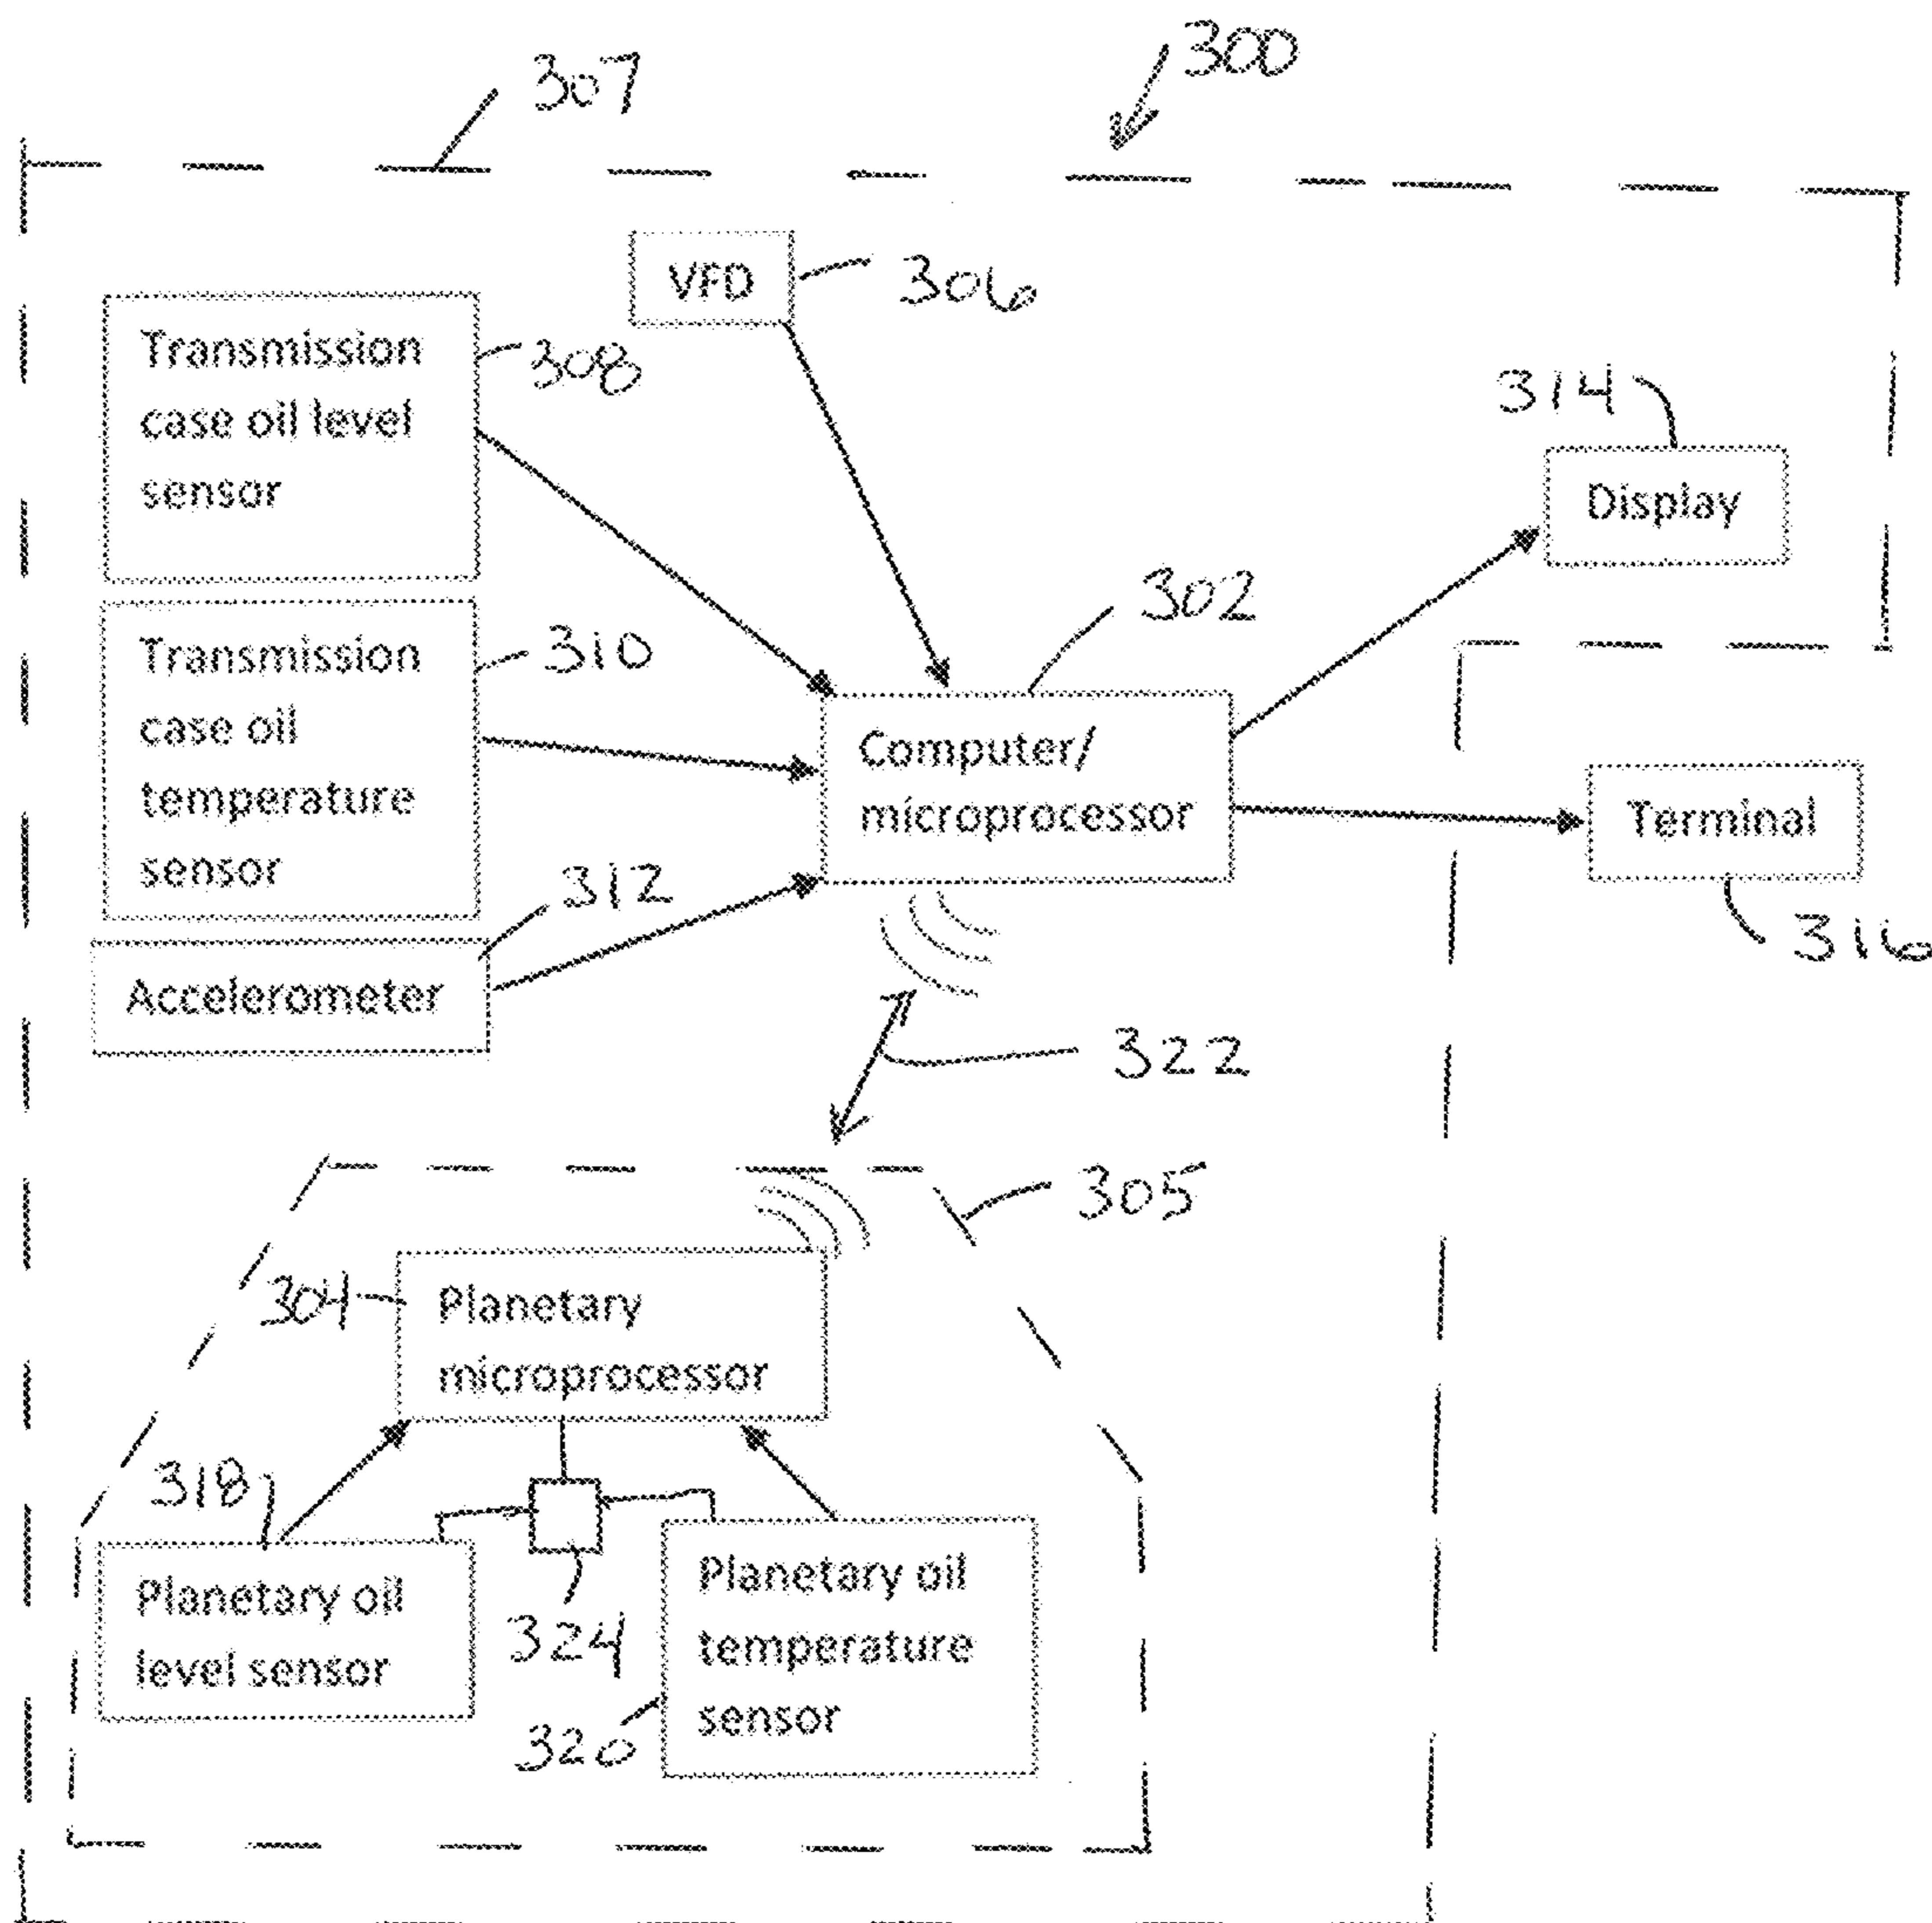 300
307
VFD
306
Transmission
case oil level
sensor
308
314
Display
302
Transmission
case oil
temperature
sensor
310
Computer/
microprocessor
Terminal
316
312
Accelerometer
322
305
304
Planetary
microprocessor
318
Planetary oil
level sensor
324
Planetary oil
temperature
sensor
320